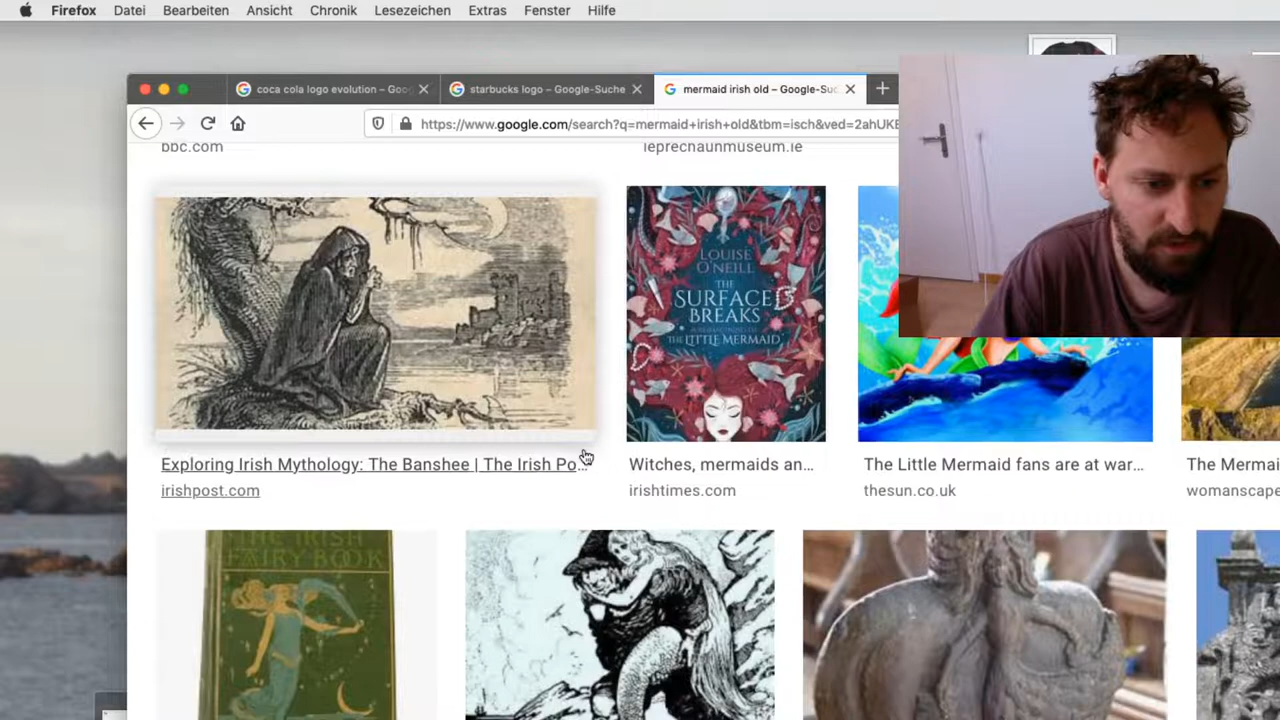 Firefox Datei Bearbeiten Ansicht Chronik Lesezeichen Extras Fenster Hilfe
coca cola logo evolution – Goo
starbucks logo – Google-Suche
mermaid irish old – Google-Suc
https://www.google.com/search?q=mermaid+irish+old&tbm=isch&ved=2ahUKE
bbc.com
leprechaunmuseum.ie
LOUISE
O'NEILL
THE
SURFACE
BREAKS
THE LITTLE MERMAID
Exploring Irish Mythology: The Banshee | The Irish Po...
irishpost.com
Witches, mermaids an...
irishtimes.com
The Little Mermaid fans are at war...
thesun.co.uk
The Mermai
womanscape
THE IRISH
FAIRY BOOK